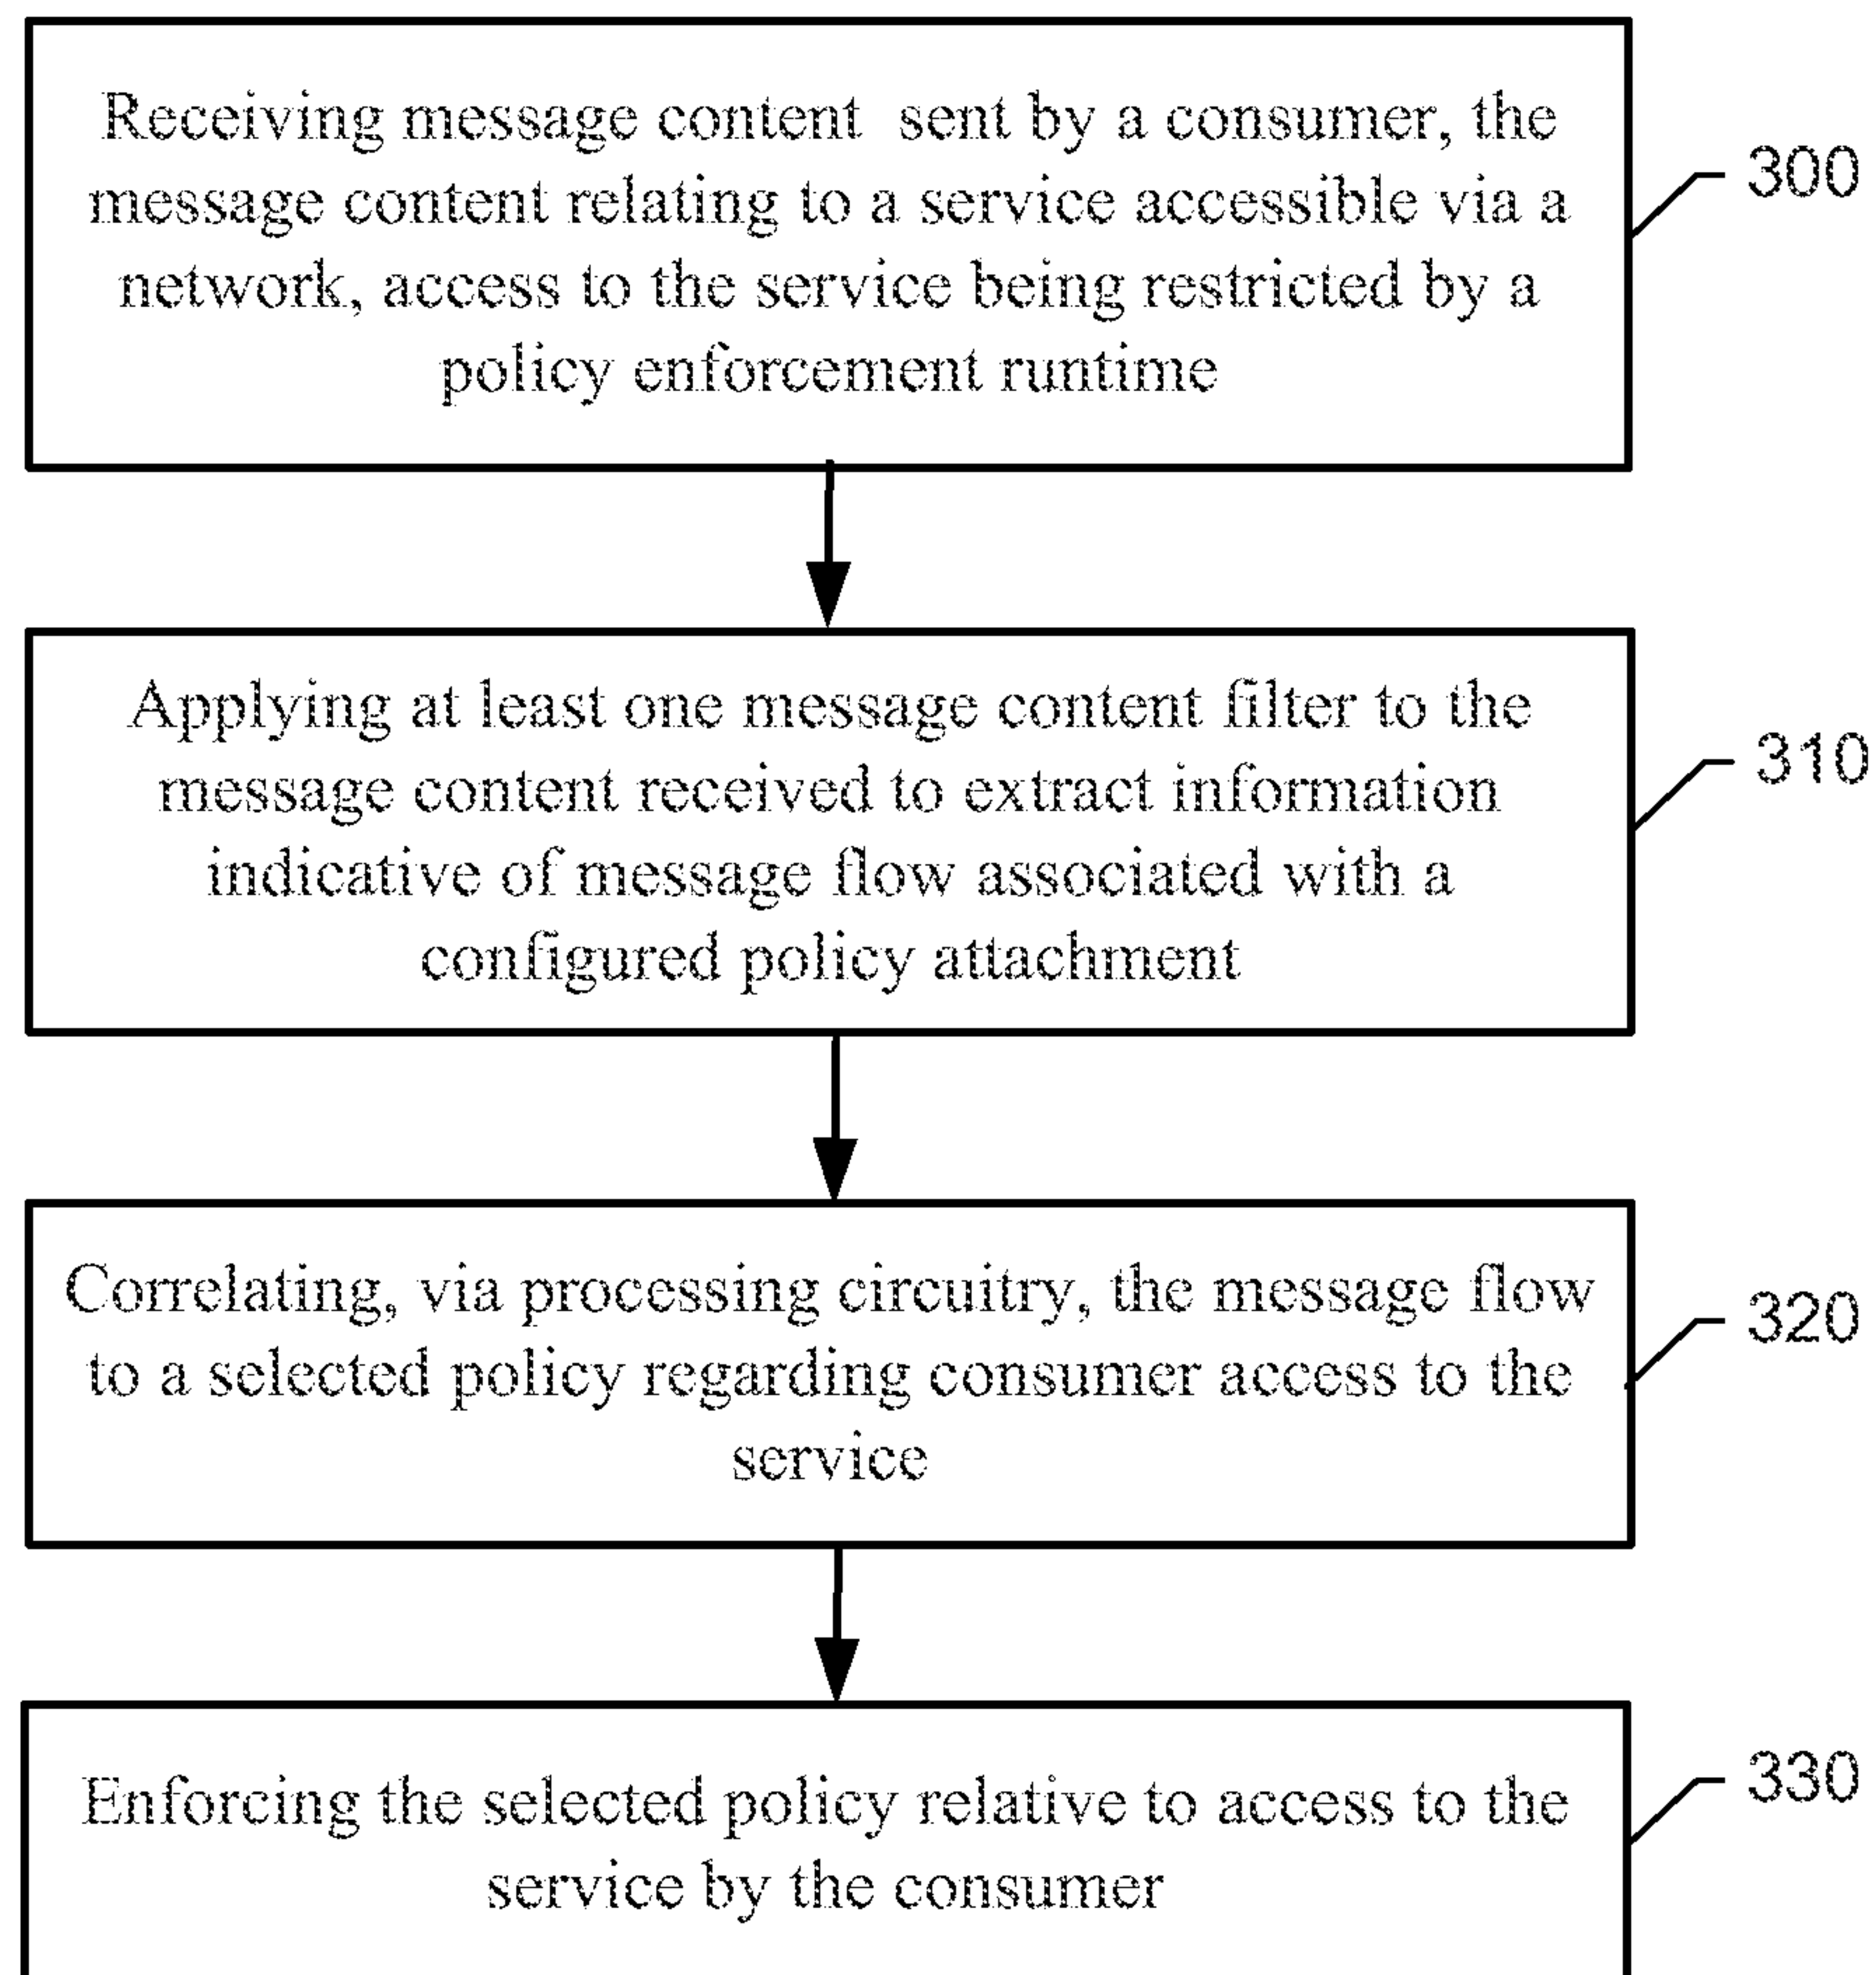 Receiving message content sent by a consumer, the
message content relating to a service accessible via a
network, access to the service being restricted by a
policy enforcement runtime
300
Applying at least one message content filter to the
message content received to extract information
indicative of message flow associated with a
configured policy attachment
310
Correlating, via processing circuitry, the message flow
to a selected policy regarding consumer access to the
service
320
Enforcing the selected policy relative to access to the
service by the consumer
330